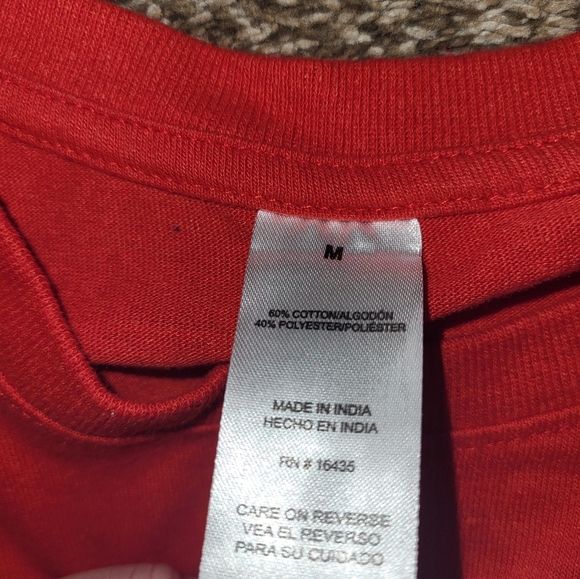 M
60% COTTON/ALGODÓN
40% POLYESTER/POLIÉSTER
MADE IN INDIA
HECHO EN INDIA
RN # 16435
CARE ON REVERSE
VEA EL REVERSO
PARA SU CUIDADO